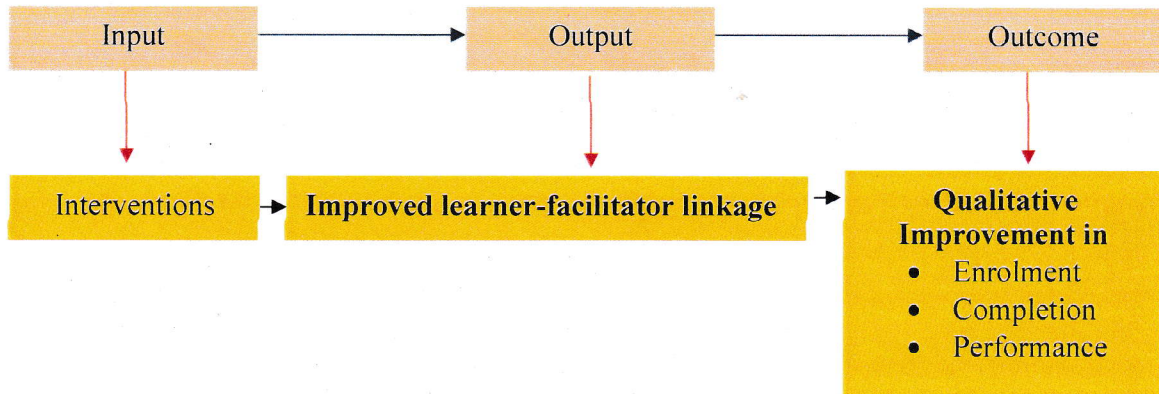 Input
Output
Outcome
Interventions
Improved learner-facilitator linkage
Qualitative
Improvement in
• Enrolment
• Completion
• Performance